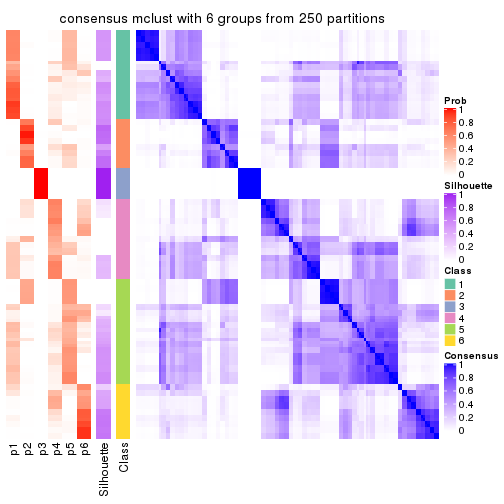 consensus mclust with 6 groups from 250 partitions
Prob
1
0.8
0.6
0.4
0.2
0
Silhouette
1
0.8
0.6
0.4
0.2
0
Class
1
2
3
4
5
6
Consensus
1
0.8
0.6
0.4
0.2
0
p1
p2
p3
p4
p5
p6
Silhouette
Class